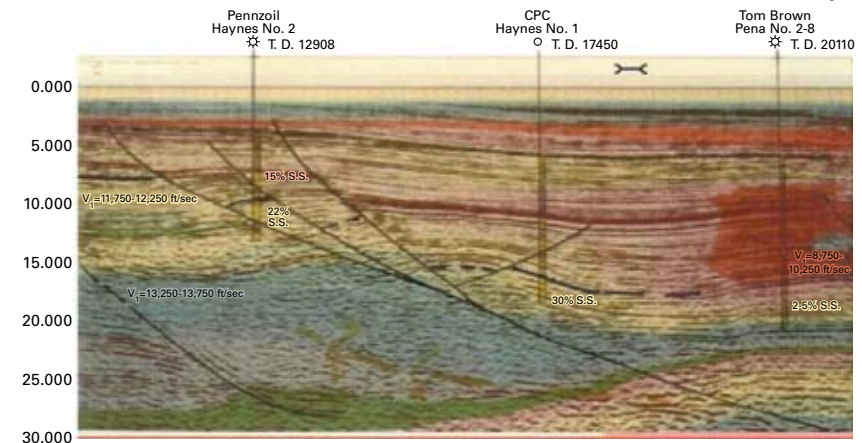 Pennzoil
Haynes No. 2
T. D. 12908
CPC
Haynes No. 1
T. D. 17450
Tom Brown
Pena No. 2-8
T. D. 20110
0.000
5.000
10.000
15.000
20.000
25.000
30.000
15% S.S.
V₁=11,750-12,250 ft/sec
22%
S.S.
V₁=13,250-13,750 ft/sec
30% S.S.
V₁=8,750-
10,250 ft/sec
2-5% S.S.